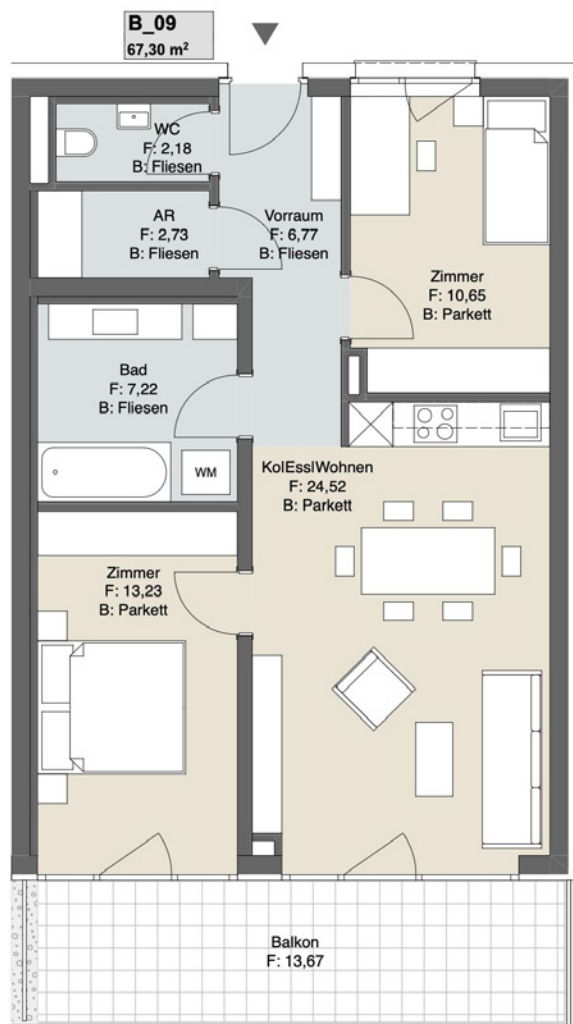 B_09
67,30 m²
WC
F: 2,18
B: Fliesen
AR
F: 2,73
B: Fliesen
Vorraum
F: 6,77
B: Fliesen
Zimmer
F: 10,65
B: Parkett
Bad
F: 7,22
B: Fliesen
WM
KolEsslWohnen
F: 24,52
B: Parkett
Zimmer
F: 13,23
B: Parkett
Balkon
F: 13,67